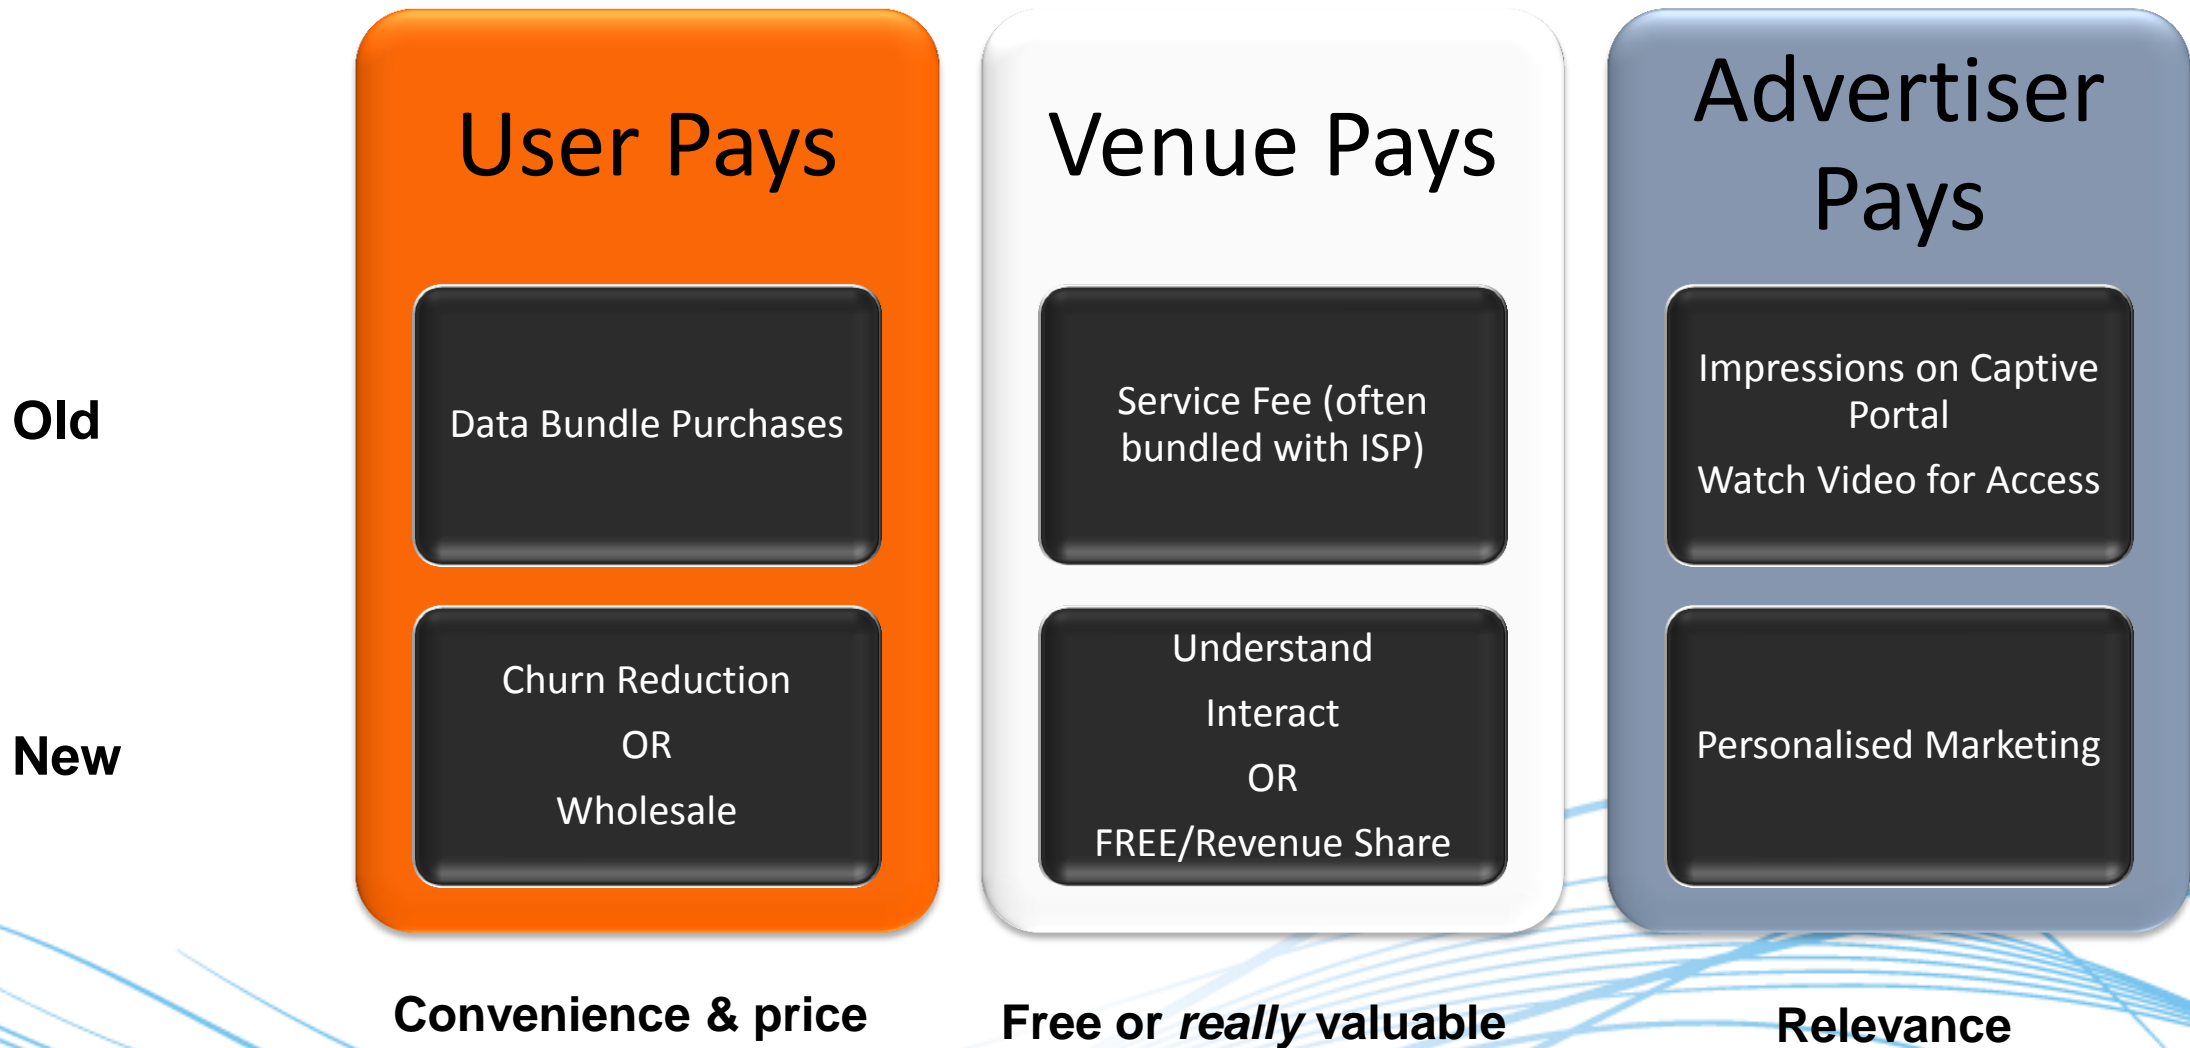 User Pays
Venue Pays
Advertiser
Pays
Old
Data Bundle Purchases
Service Fee (often
bundled with ISP)
Impressions on Captive
Portal
Watch Video for Access
New
Churn Reduction
OR
Wholesale
Understand
Interact
OR
FREE/Revenue Share
Personalised Marketing
Convenience & price
Free or really valuable
Relevance